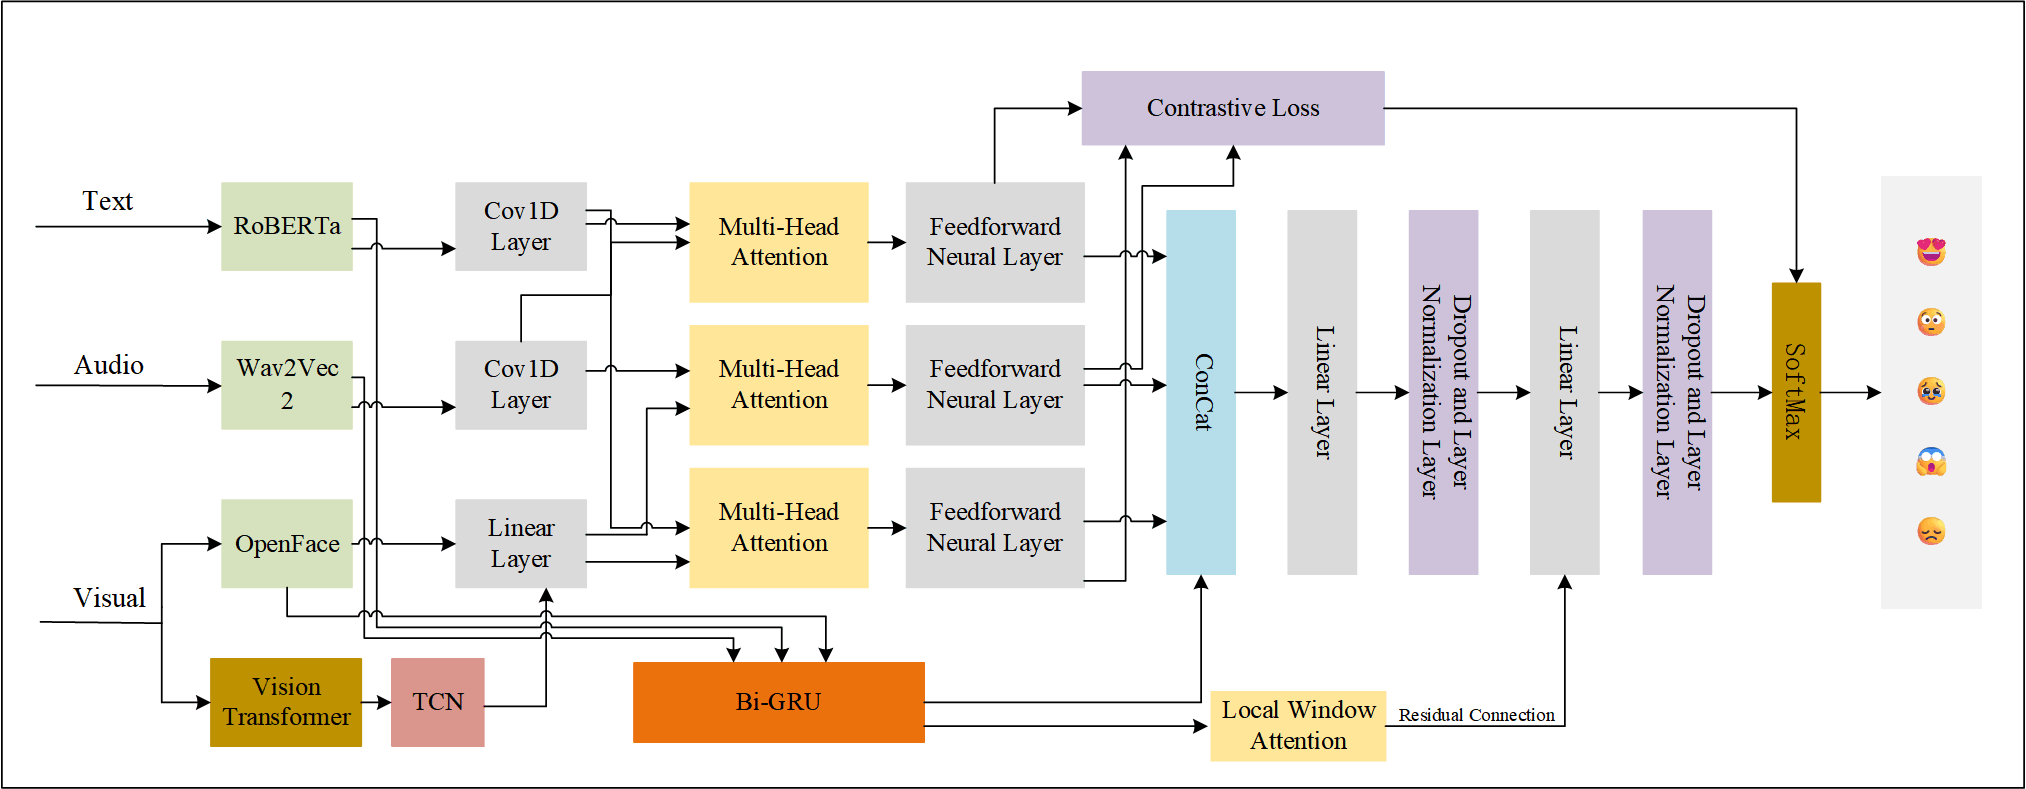 Contrastive Loss
Text
RoBERTa
Cov1D
Layer
Multi-Head
Attention
Feedforward
Neural Layer
Audio
Wav2Vec
2
Cov1D
Layer
Multi-Head
Attention
Feedforward
Neural Layer
Visual
OpenFace
Linear
Layer
Multi-Head
Attention
Feedforward
Neural Layer
Vision
Transformer
TCN
Bi-GRU
Local Window
Attention
Residual Connection
ConCat
Linear Layer
Dropout and Layer
Normalization Layer
Linear Layer
Dropout and Layer
Normalization Layer
SoftMax